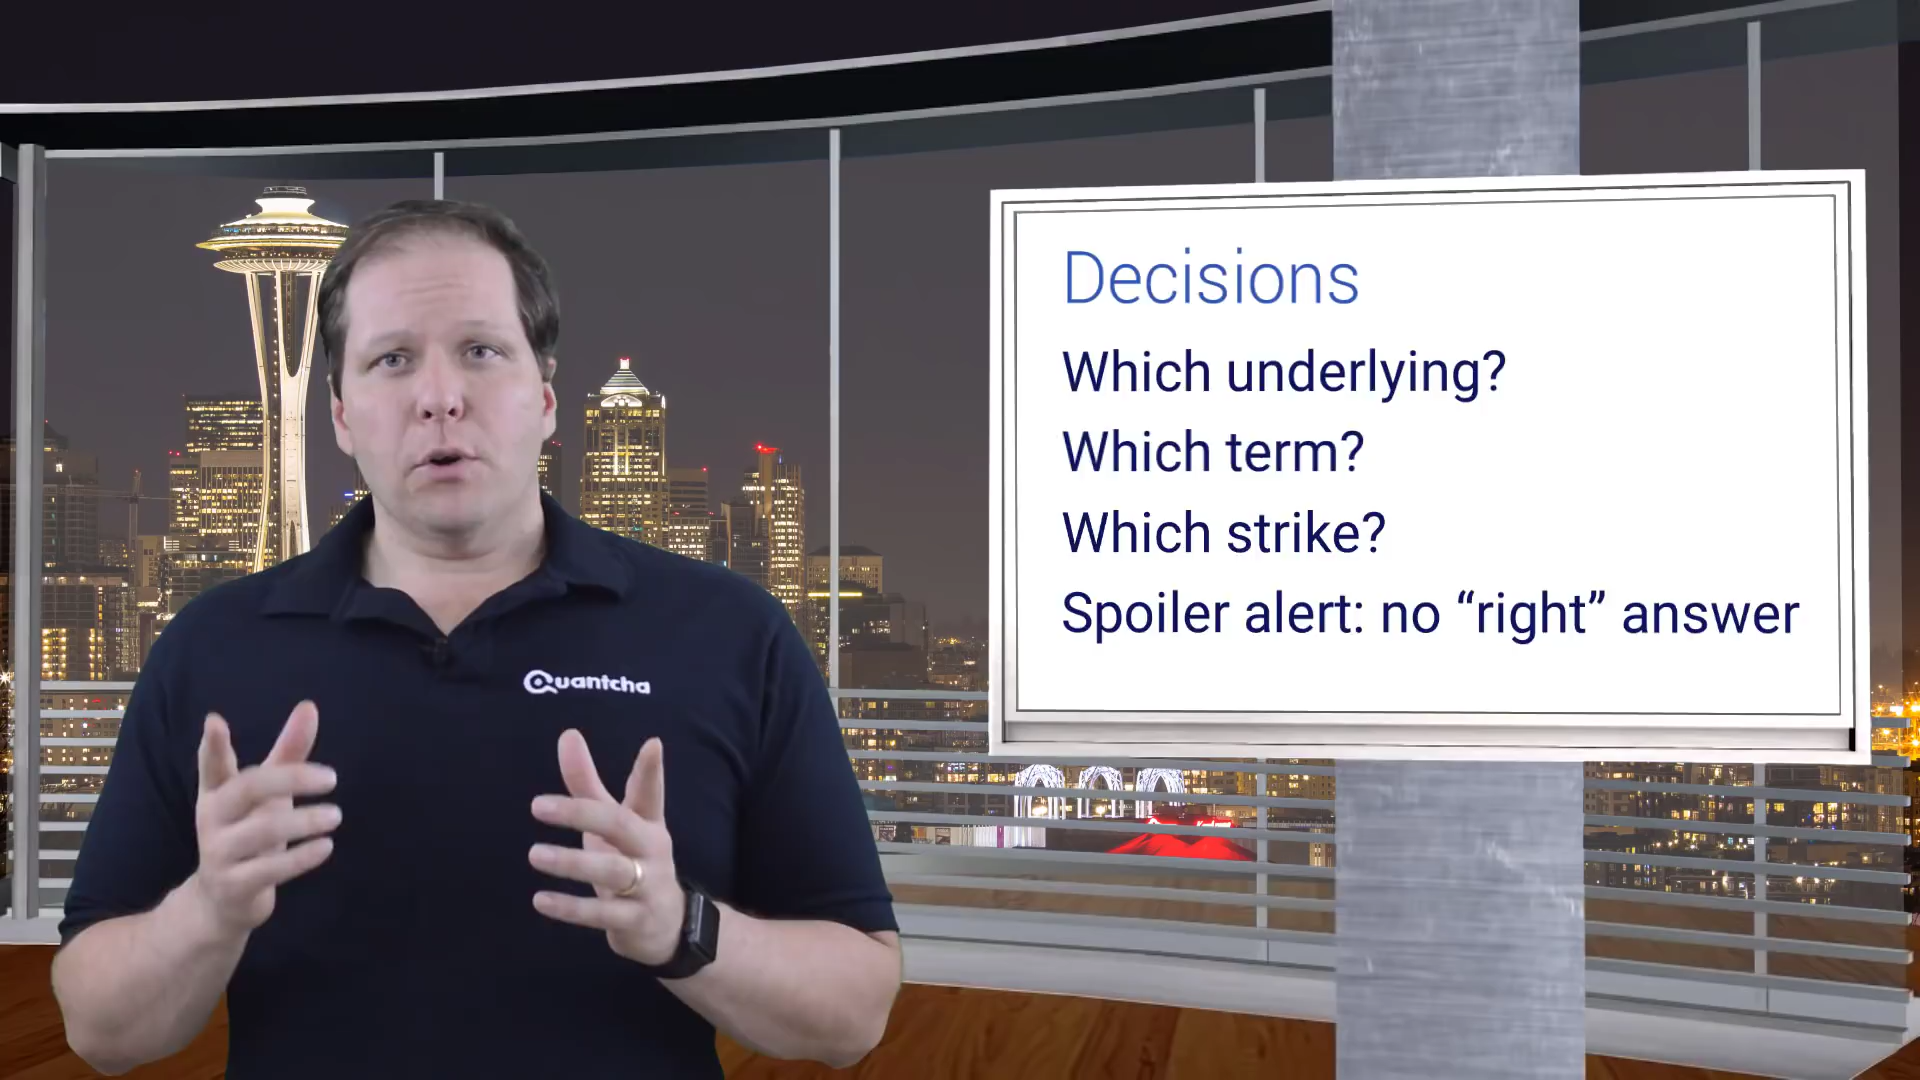 Decisions
Which underlying?
Which term?
Which strike?
Spoiler alert: no “right” answer
Quantcha